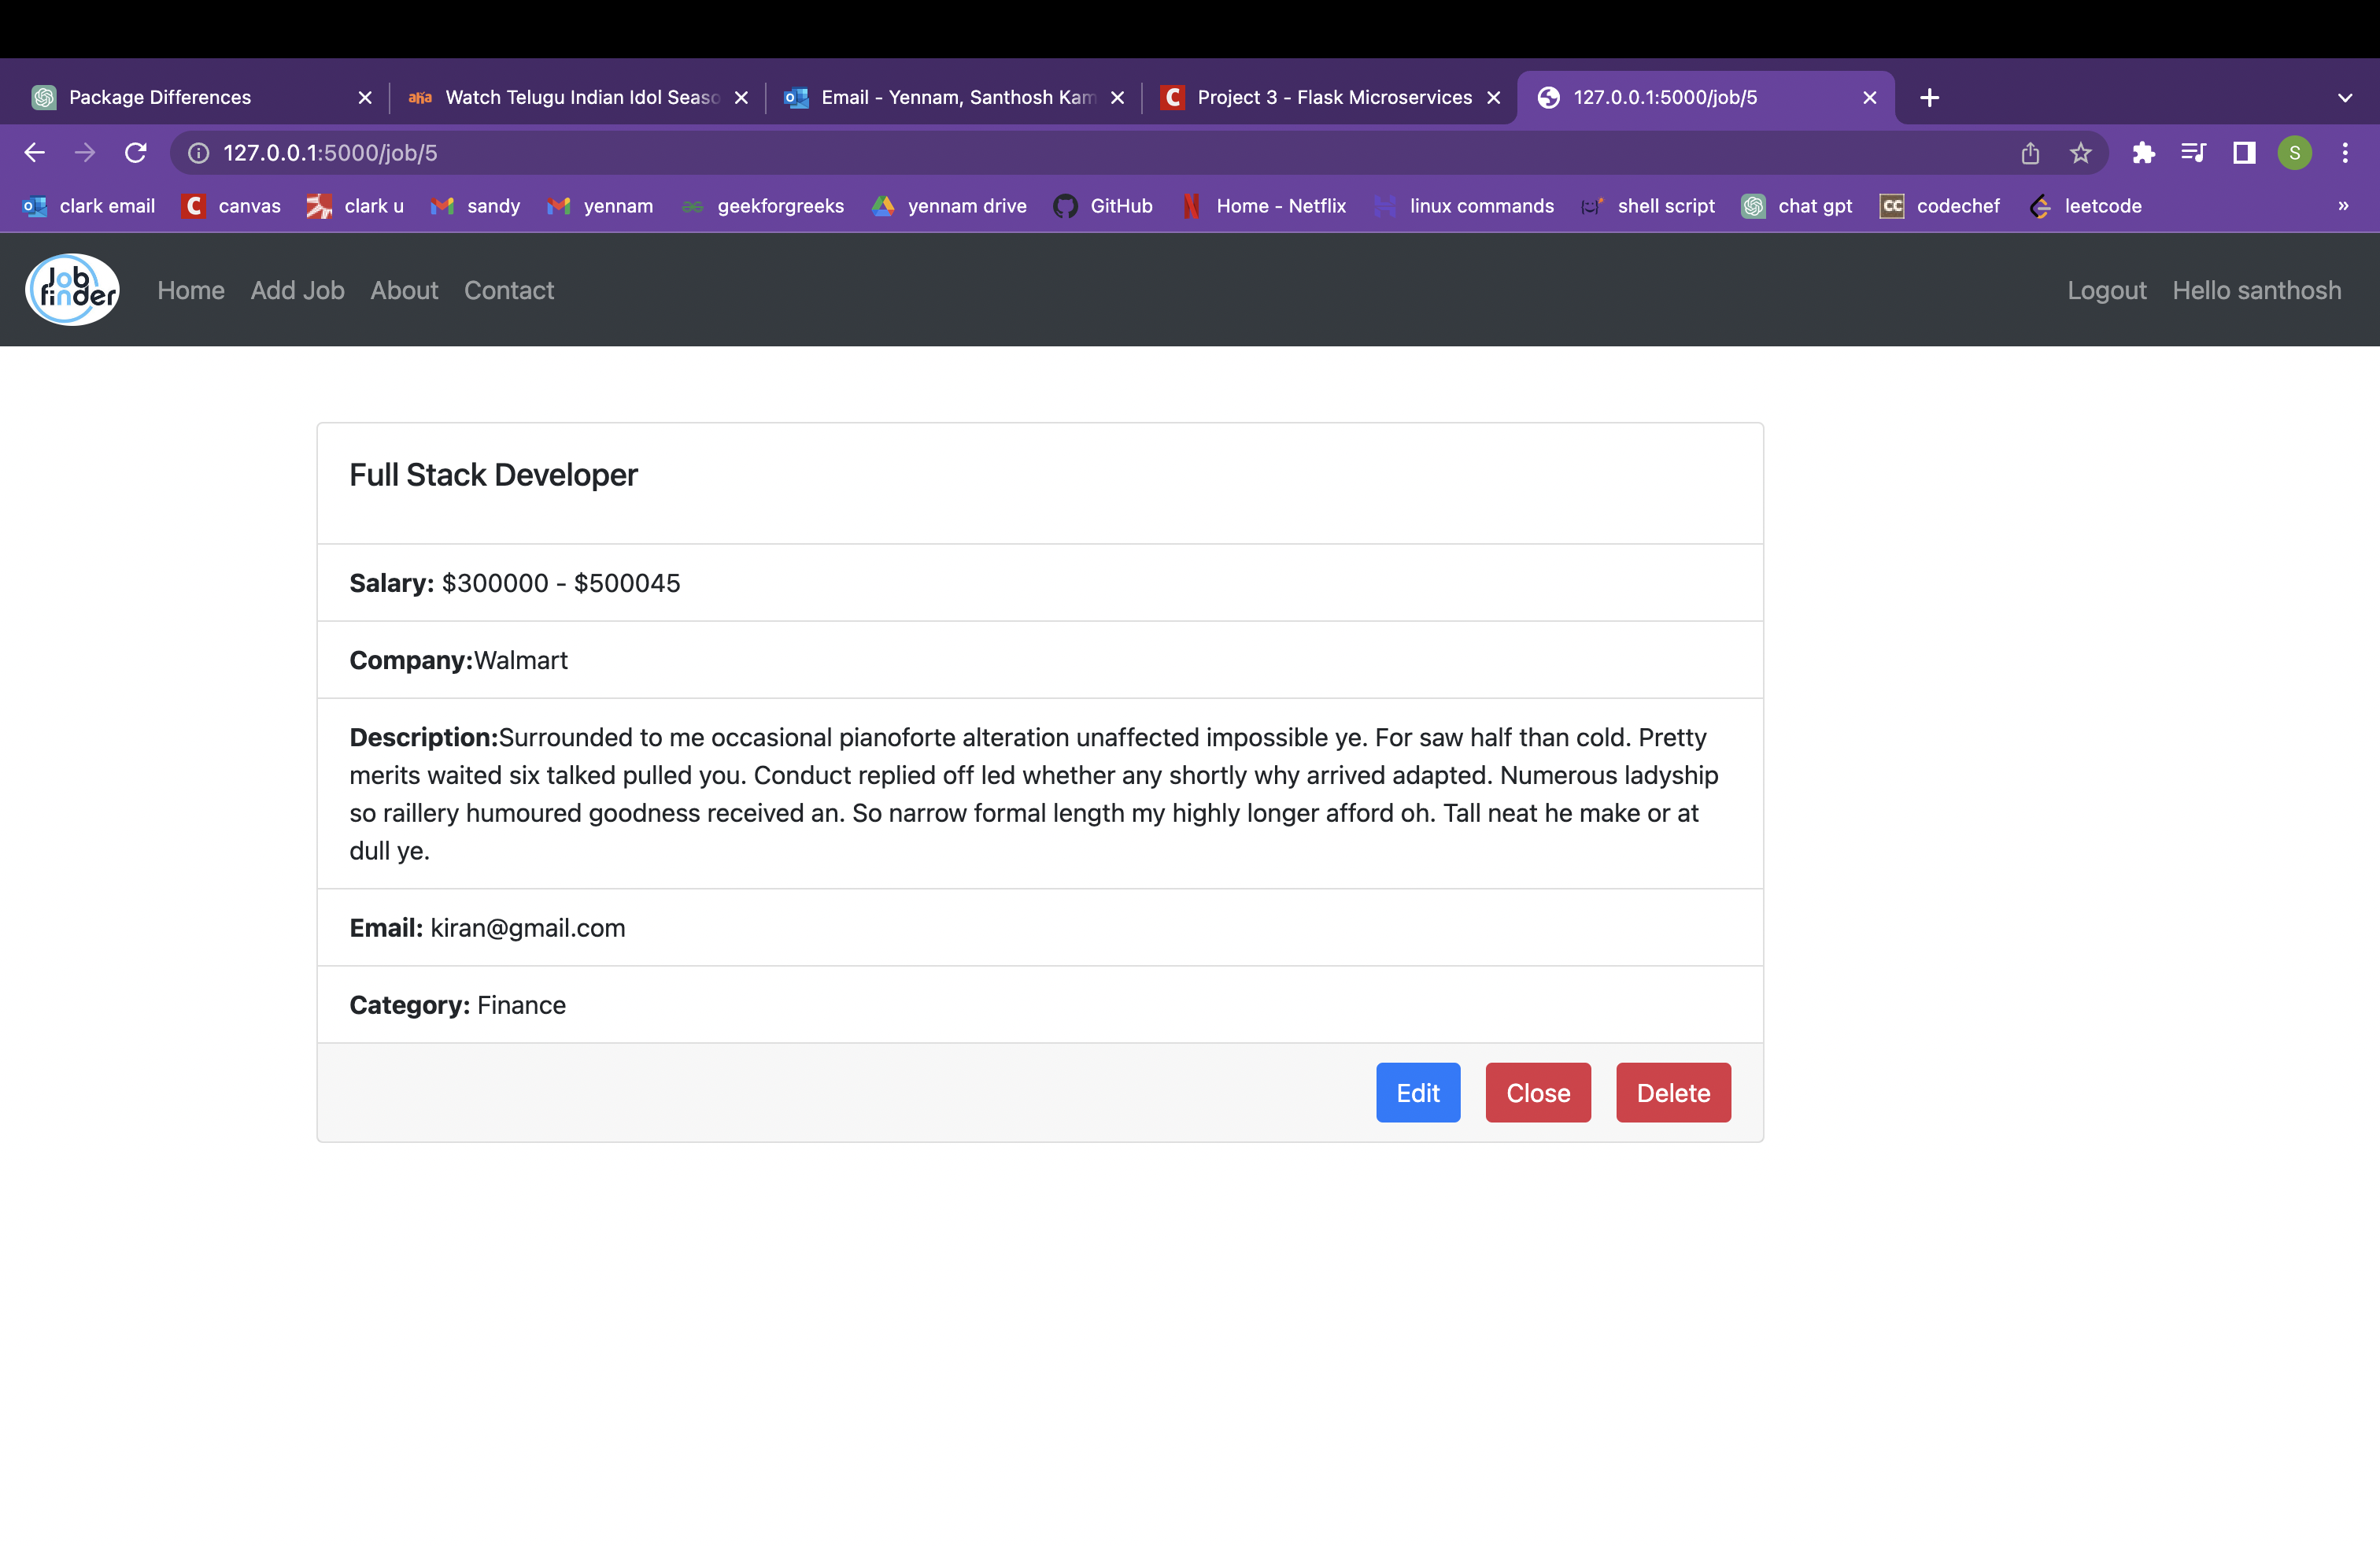 Package Differences
Watch Telugu Indian Idol Seaso
Email - Yennam, Santhosh Kam
Project 3 - Flask Microservices
127.0.0.1:5000/job/5
127.0.0.1:5000/job/5
S
clark email
canvas
clark u
sandy
yennam
geekforgreeks
yennam drive
GitHub
Home - Netflix
linux commands
shell script
chat gpt
codechef
leetcode
»
Job
finder
Home
Add Job
About
Contact
Logout
Hello santhosh
Full Stack Developer
Salary: $300000 - $500045
Company:Walmart
Description:Surrounded to me occasional pianoforte alteration unaffected impossible ye. For saw half than cold. Pretty
merits waited six talked pulled you. Conduct replied off led whether any shortly why arrived adapted. Numerous ladyship
so raillery humoured goodness received an. So narrow formal length my highly longer afford oh. Tall neat he make or at
dull ye.
Email: kiran@gmail.com
Category: Finance
Edit
Close
Delete